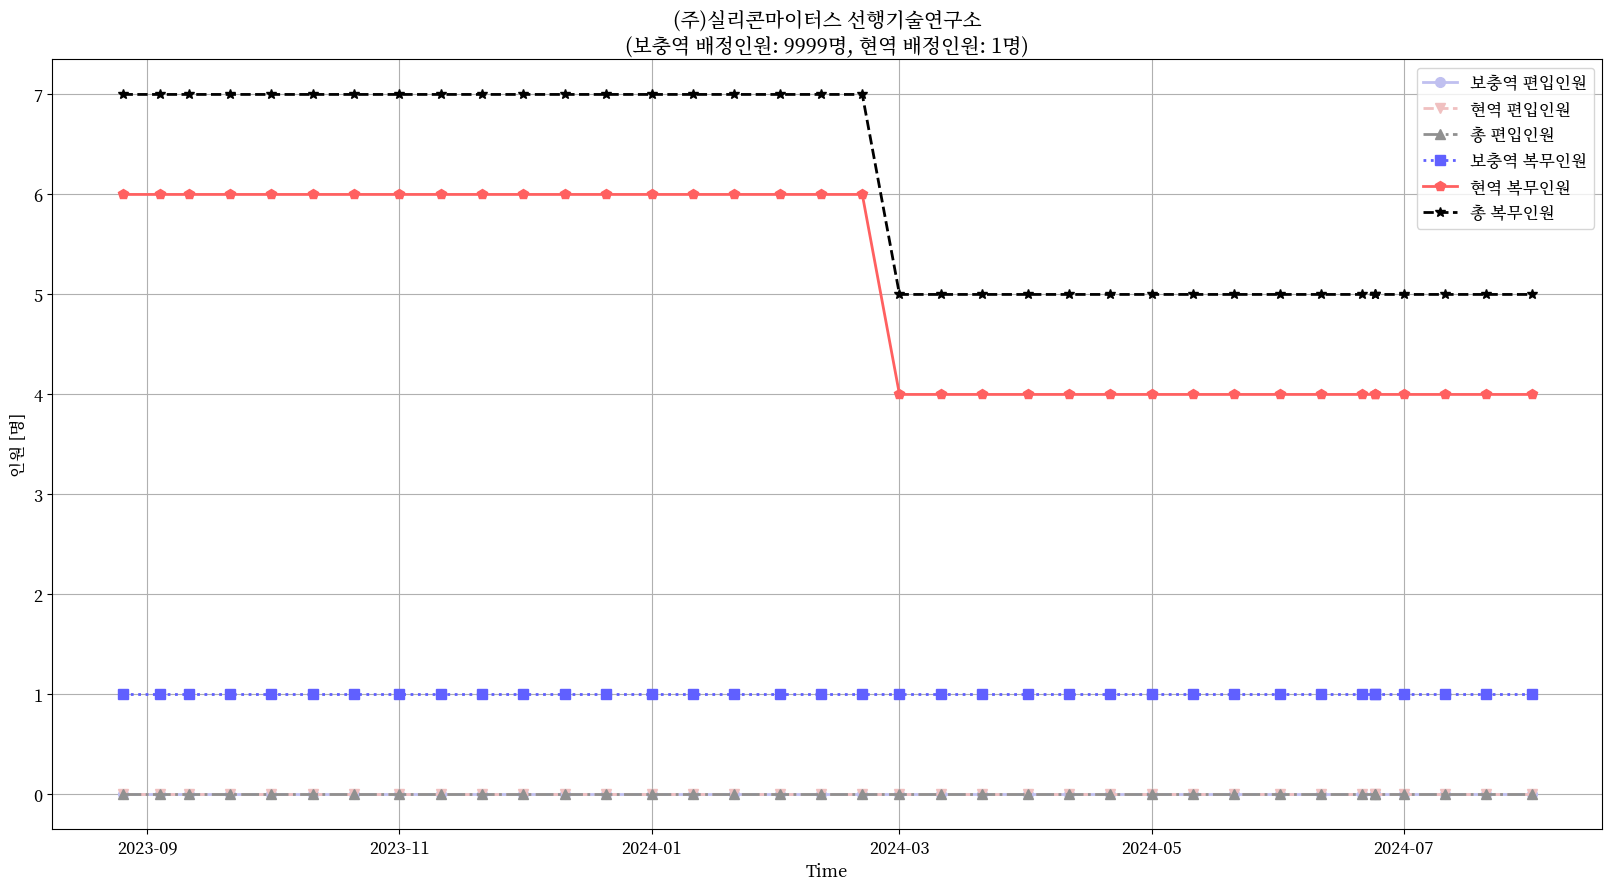 (주)실리콘마이터스 선행기술연구소
(보충역 배정인원: 9999명, 현역 배정인원: 1명)
보충역 편입인원
현역 편입인원
총 편입인원
보충역 복무인원
현역 복무인원
총 복무인원
인원 [명]
7
6
5
4
3
2
1
0
2023-09
2023-11
2024-01
2024-03
2024-05
2024-07
Time